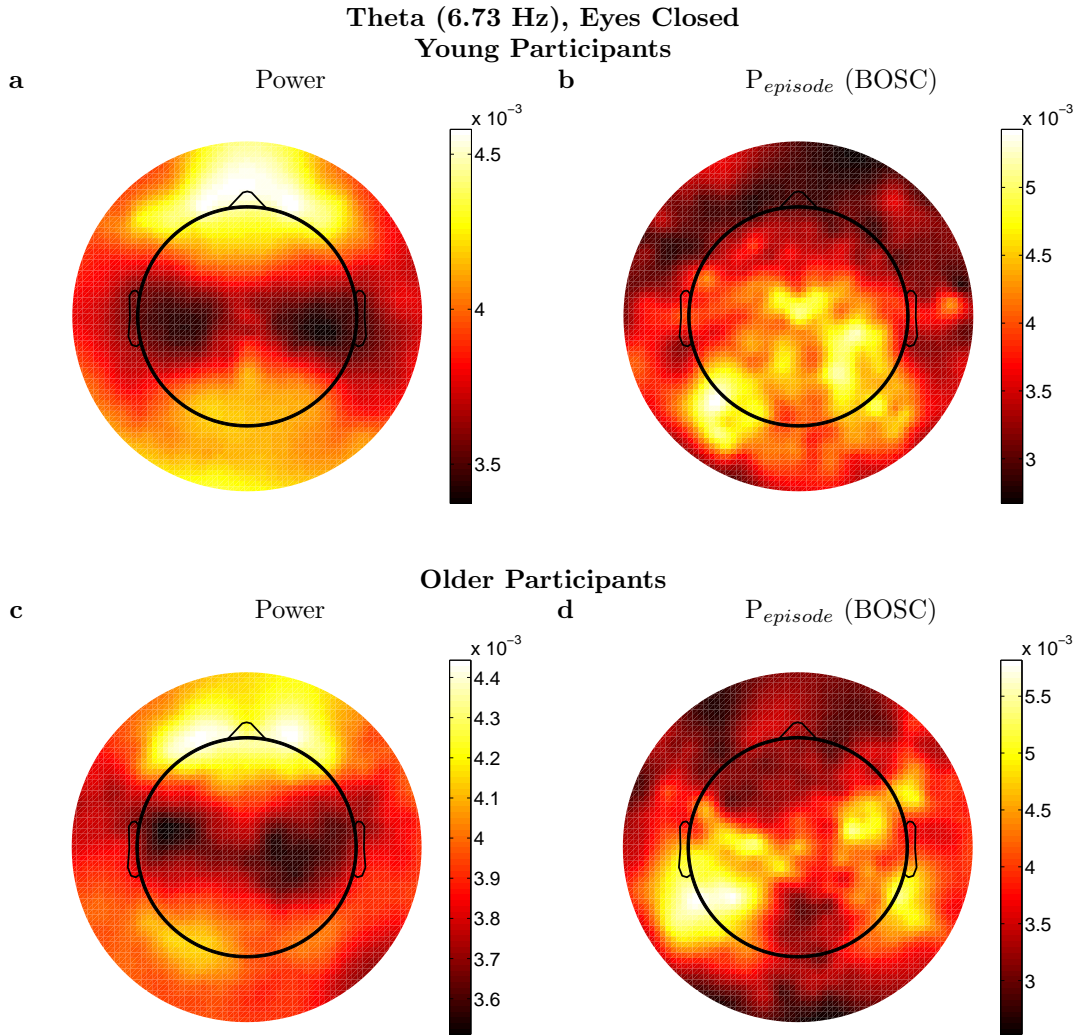 Theta (6.73 Hz), Eyes Closed
Young Participants
a Power
x 10⁻³
4.5
4
3.5
b P_episode (BOSC)
x 10⁻³
5
4.5
4
3.5
3
Older Participants
c Power
x 10⁻³
4.4
4.3
4.2
4.1
4
3.9
3.8
3.7
3.6
d P_episode (BOSC)
x 10⁻³
5.5
5
4.5
4
3.5
3